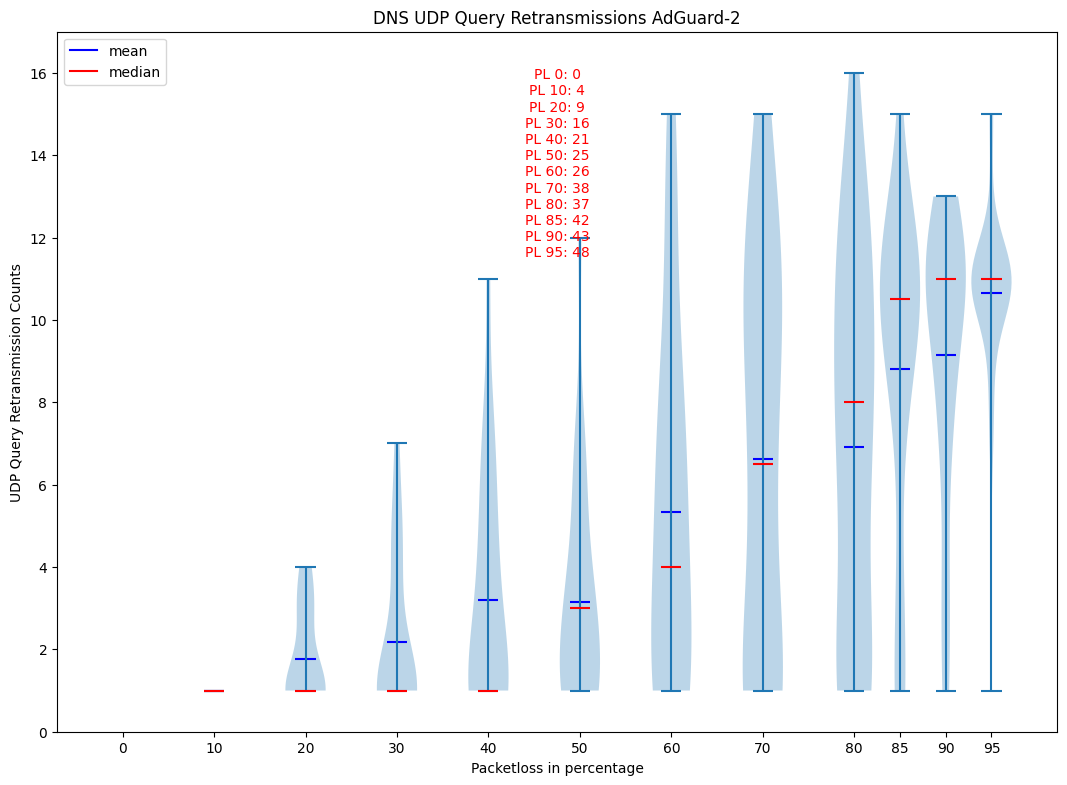 DNS UDP Query Retransmissions AdGuard-2
mean
median
PL 0: 0
PL 10: 4
PL 20: 9
PL 30: 16
PL 40: 21
PL 50: 25
PL 60: 26
PL 70: 38
PL 80: 37
PL 85: 42
PL 90: 43
PL 95: 48
UDP Query Retransmission Counts
16
14
12
10
8
6
4
2
0
0 10 20 30 40 50 60 70 80 85 90 95
Packetloss in percentage